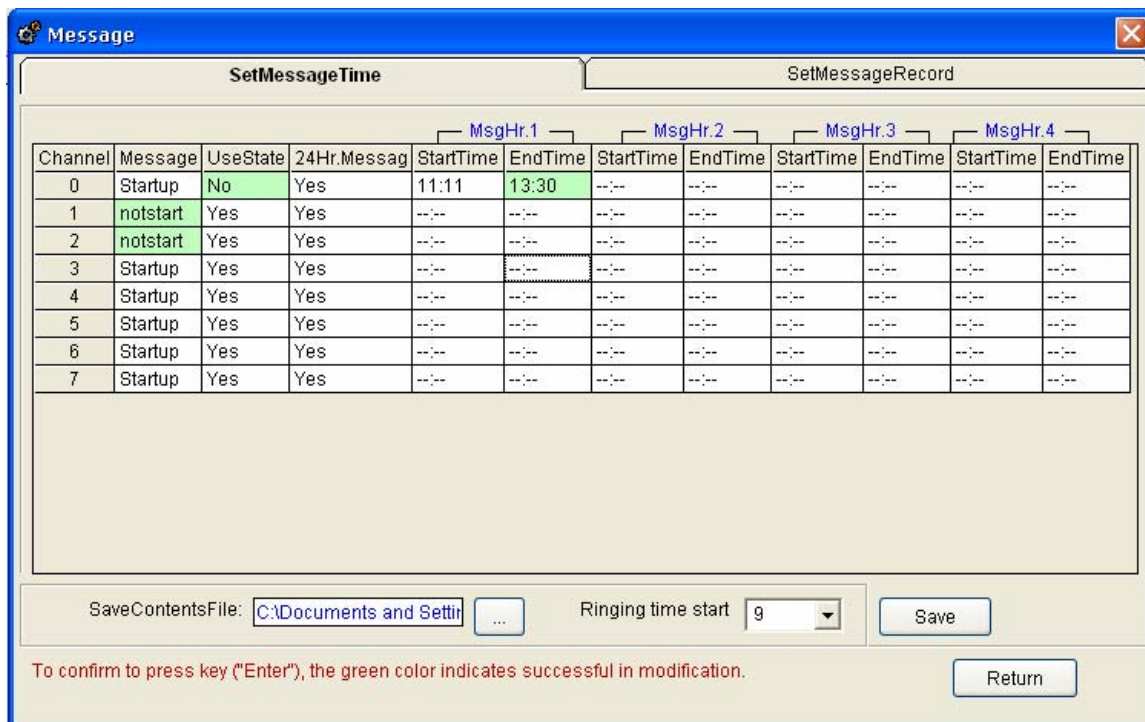 Message
SetMessageTime SetMessageRecord
MsgHr.1 MsgHr.2 MsgHr.3 MsgHr.4
Channel Message UseState 24Hr.Messag StartTime EndTime StartTime EndTime StartTime EndTime StartTime EndTime
0 Startup No Yes 11:11 13:30 --:-- --:-- --:-- --:-- --:-- --:--
1 notstart Yes Yes --:-- --:-- --:-- --:-- --:-- --:-- --:-- --:--
2 notstart Yes Yes --:-- --:-- --:-- --:-- --:-- --:-- --:-- --:--
3 Startup Yes Yes --:-- --:-- --:-- --:-- --:-- --:-- --:-- --:--
4 Startup Yes Yes --:-- --:-- --:-- --:-- --:-- --:-- --:-- --:--
5 Startup Yes Yes --:-- --:-- --:-- --:-- --:-- --:-- --:-- --:--
6 Startup Yes Yes --:-- --:-- --:-- --:-- --:-- --:-- --:-- --:--
7 Startup Yes Yes --:-- --:-- --:-- --:-- --:-- --:-- --:-- --:--
SaveContentsFile: C:\Documents and Settin ... Ringing time start 9 Save
To confirm to press key ("Enter"), the green color indicates successful in modification.
Return